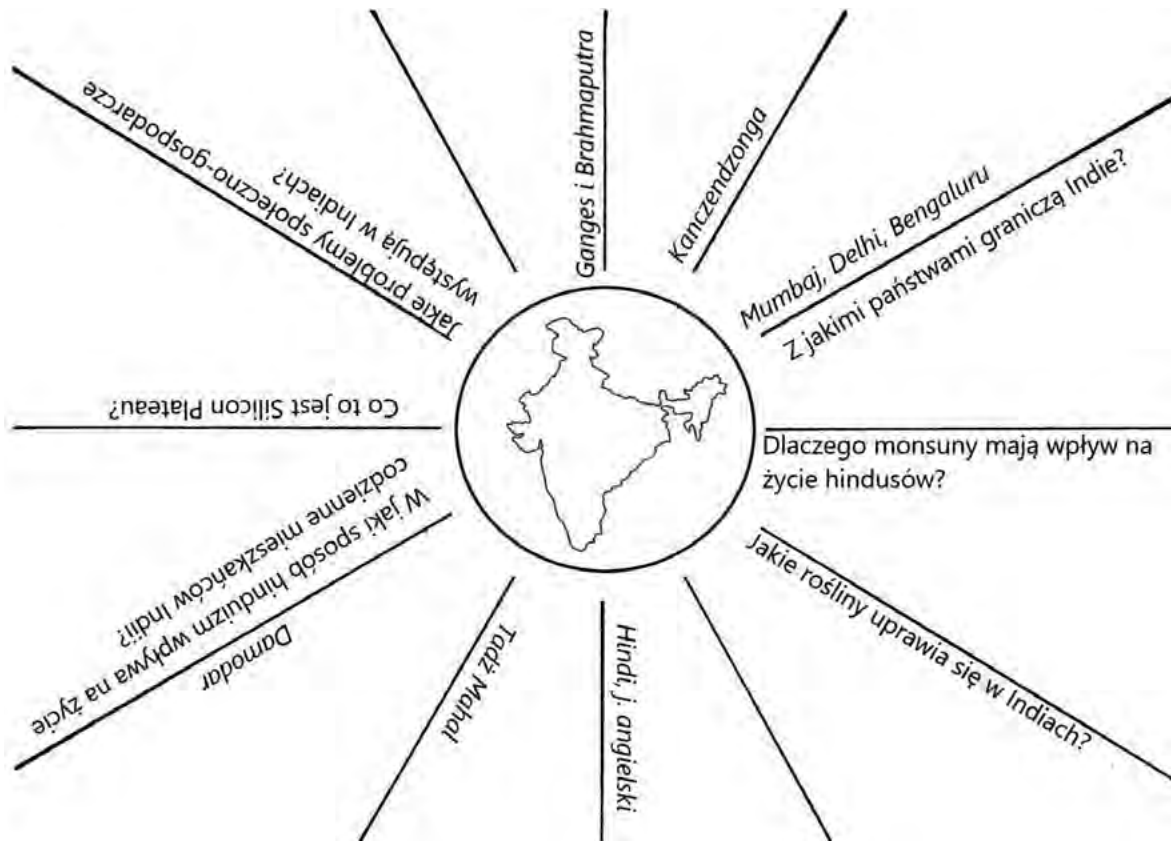 Ganges i Brahmaputra
Kanczendzonga
Mumbaj, Delhi, Bengaluru
Z jakimi państwami graniczą Indie?
Dlaczego monsuny mają wpływ na
życie hindusów?
Jakie rośliny uprawia się w Indiach?
Hindi, j. angielski
Tadż Mahal
Damodar
W jaki sposób hinduizm wpływa na życie
codzienne mieszkańców Indii?
Co to jest Silicon Plateau?
Jakie problemy społeczno-gospodarcze
występują w Indiach?